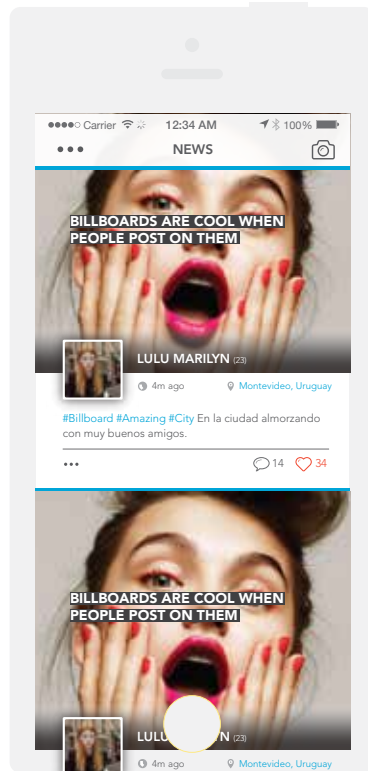 Carrier 12:34 AM 100%
••• NEWS
BILLBOARDS ARE COOL WHEN
PEOPLE POST ON THEM
LULU MARILYN (23)
4m ago Montevideo, Uruguay
#Billboard #Amazing #City En la ciudad almorzando
con muy buenos amigos.
••• 14 34
BILLBOARDS ARE COOL WHEN
PEOPLE POST ON THEM
LULU N (23)
4m ago Montevideo, Uruguay